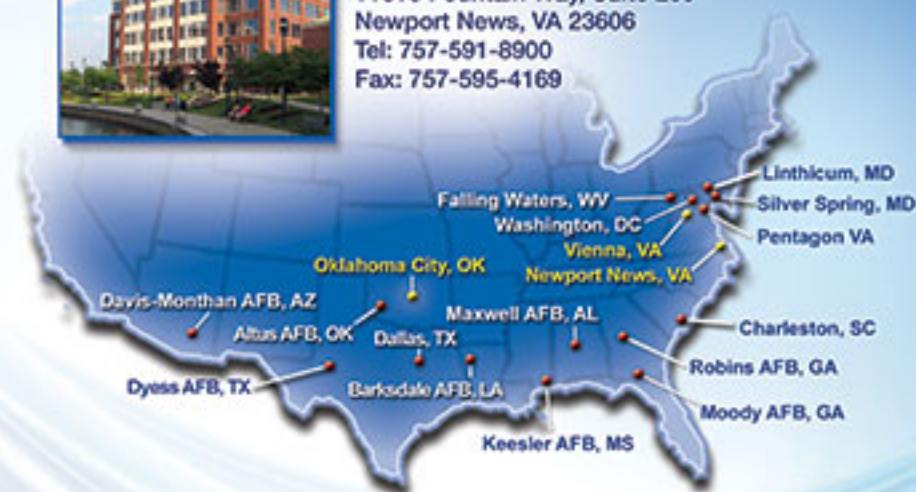 Newport News, VA 23606
Tel: 757-591-8900
Fax: 757-595-4169
Linthicum, MD
Falling Waters, WV
Silver Spring, MD
Washington, DC
Pentagon VA
Vienna, VA
Oklahoma City, OK
Newport News, VA
Davis-Monthan AFB, AZ
Maxwell AFB, AL
Altus AFB, OK
Dallas, TX
Charleston, SC
Robins AFB, GA
Dyess AFB, TX
Barksdale AFB, LA
Moody AFB, GA
Keesler AFB, MS